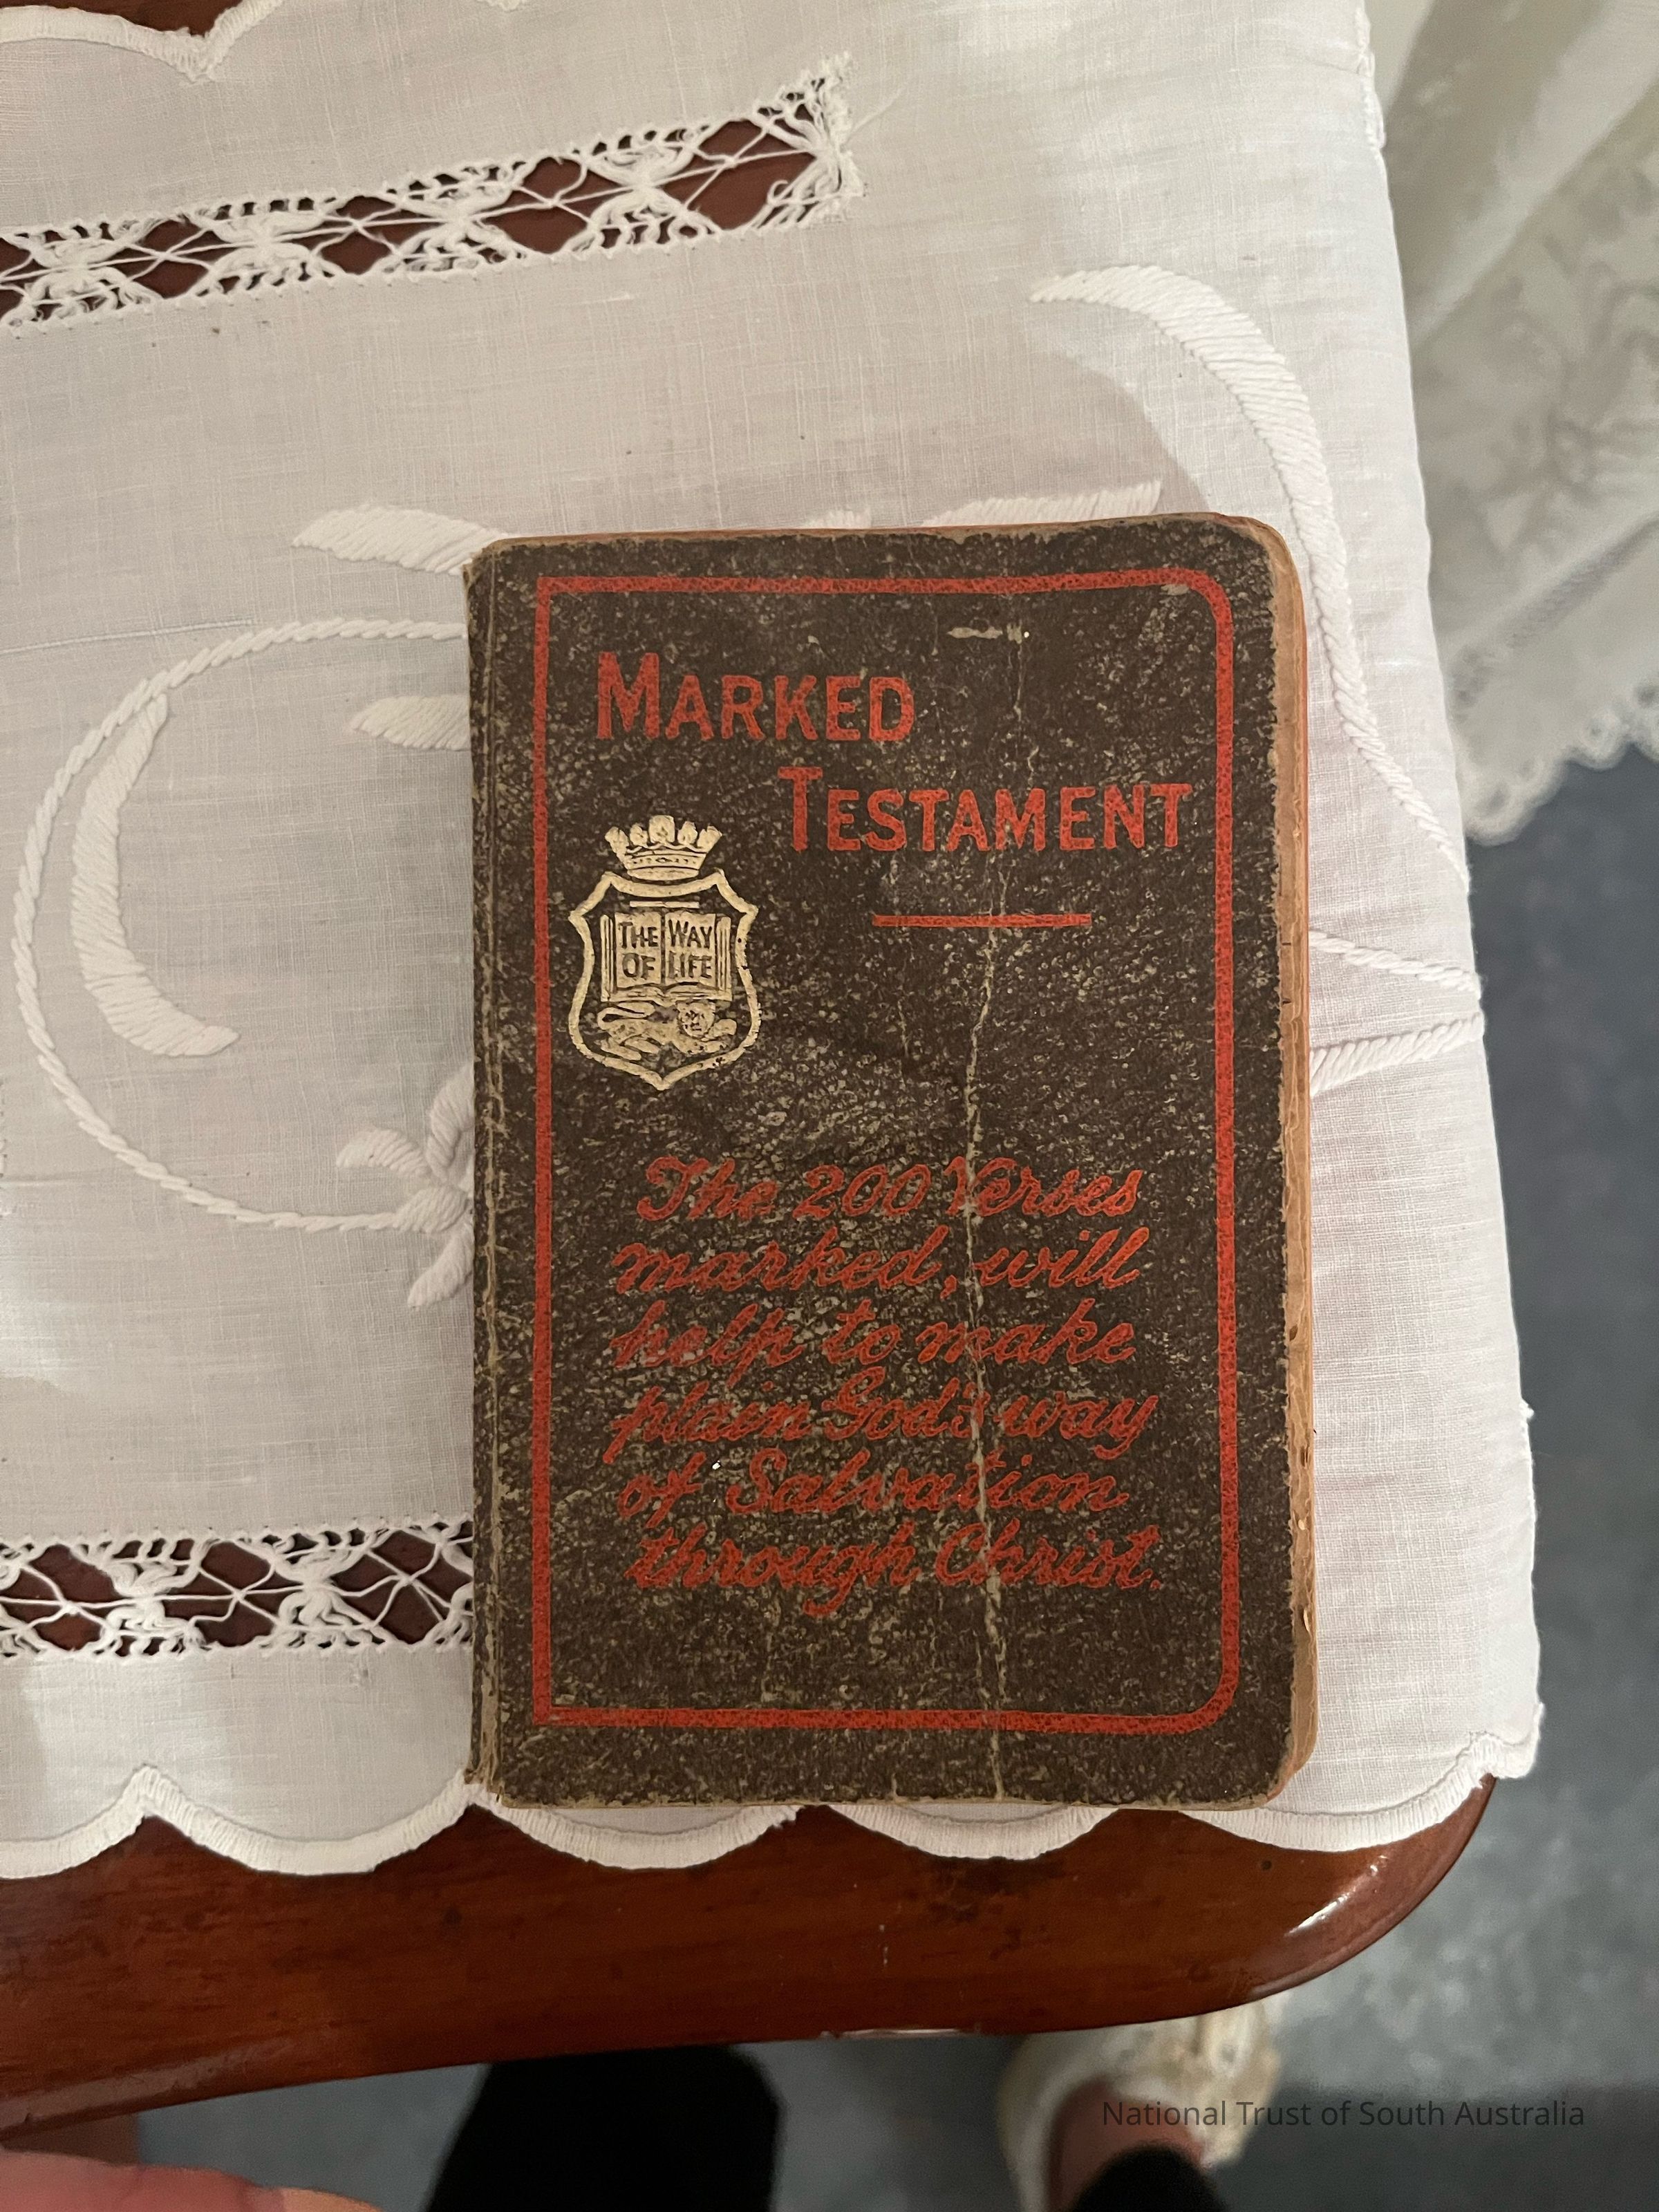 MARKED
TESTAMENT
THE WAY
OF LIFE
The 200 Verses
marked, will
help to make
plain God's way
of Salvation
through Christ.
National Trust of South Australia